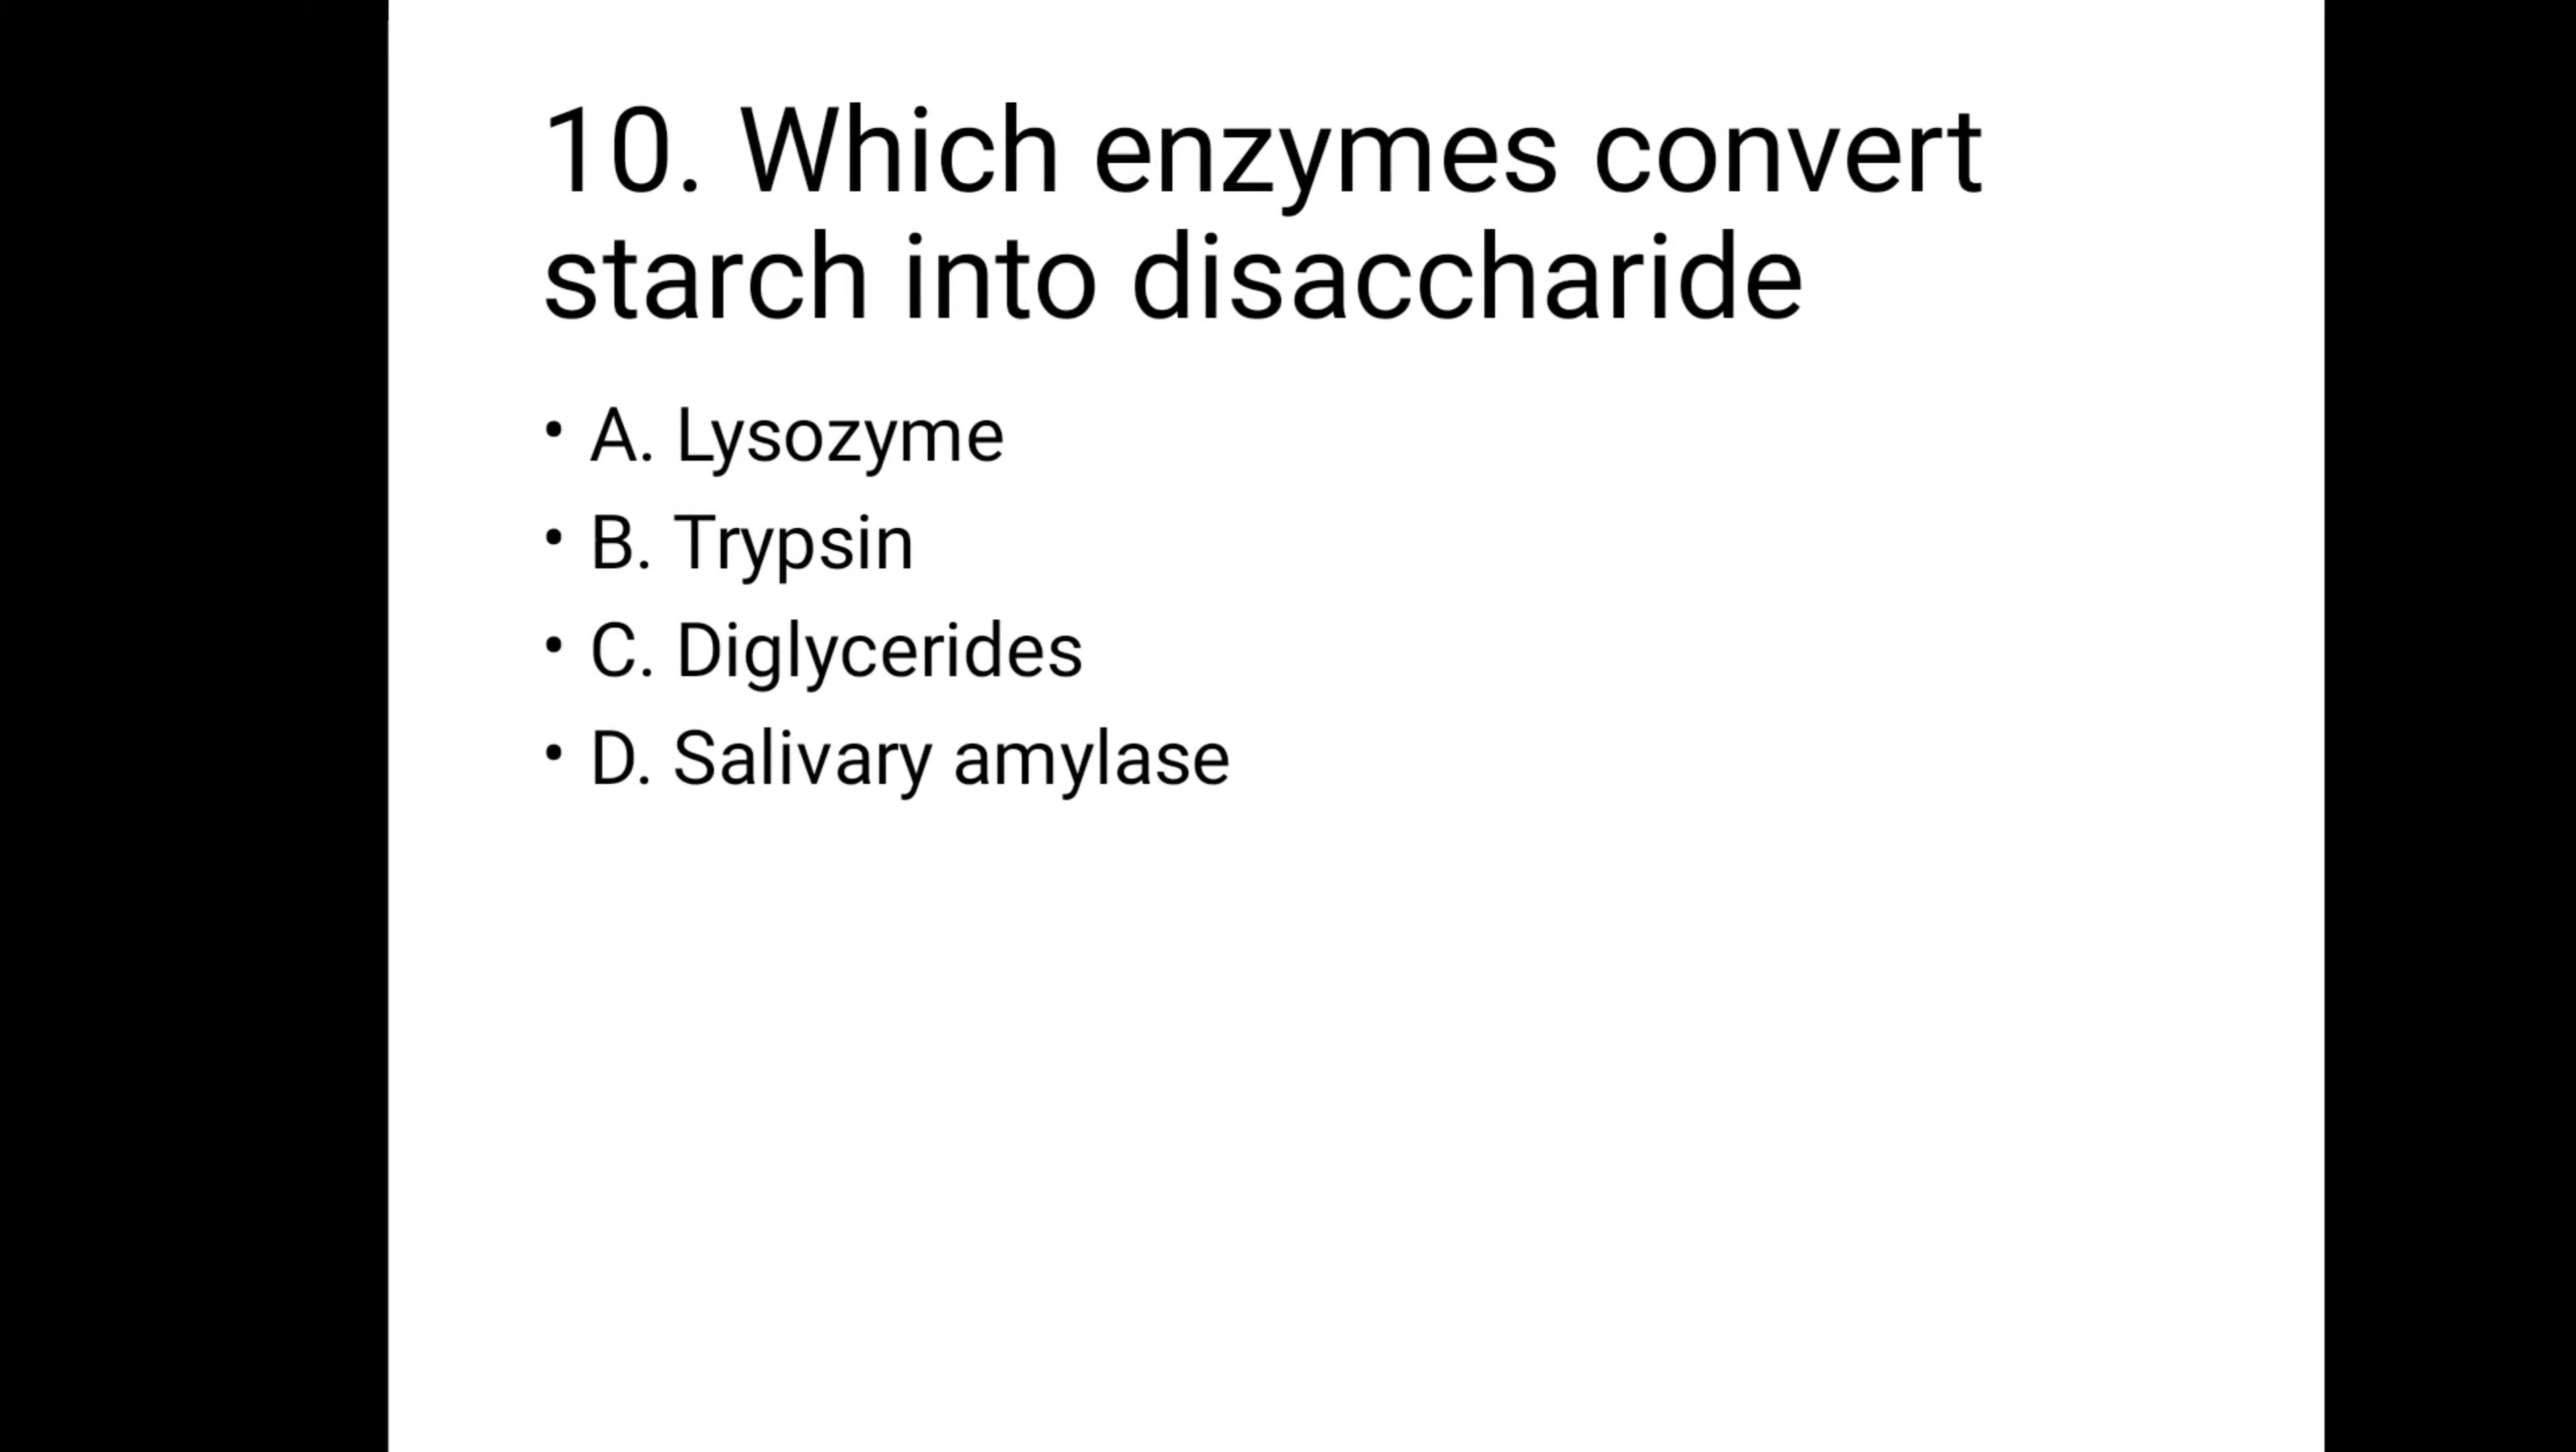 10. Which enzymes convert
starch into disaccharide
• A. Lysozyme
• B. Trypsin
• C. Diglycerides
• D. Salivary amylase